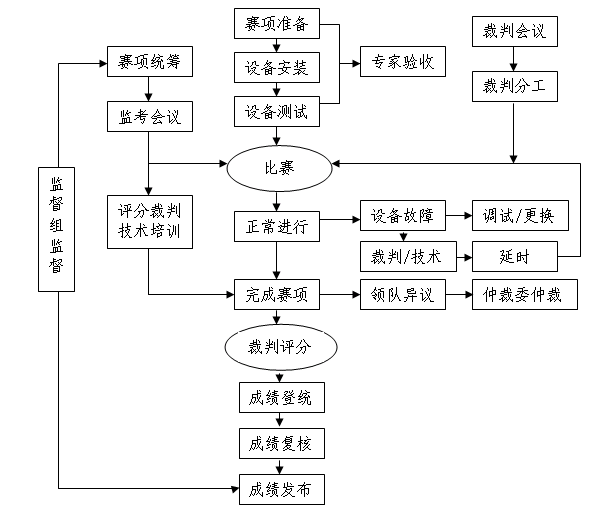 赛项准备
裁判会议
赛项统筹
设备安装
专家验收
裁判分工
监考会议
设备测试
比赛
监督组监督
评分裁判
技术培训
正常进行
设备故障
调试/更换
裁判/技术
延时
完成赛项
领队异议
仲裁委仲裁
裁判评分
成绩登统
成绩复核
成绩发布